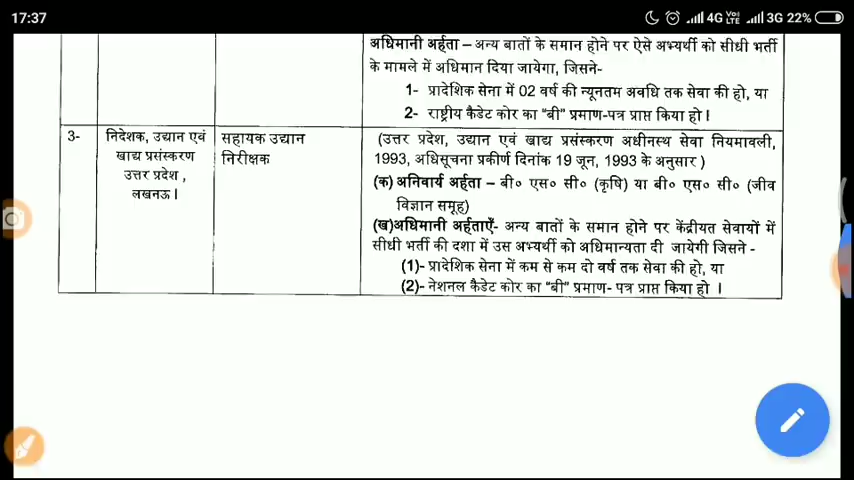 17:37
4G VoLTE 3G 22%
अधिमानी अर्हता – अन्य बातों के समान होने पर ऐसे अभ्यर्थी को सीधी भर्ती
के मामले में अधिमान दिया जायेगा, जिसने-
1- प्रादेशिक सेना में 02 वर्ष की न्यूनतम अवधि तक सेवा की हो, या
2- राष्ट्रीय कैडेट कोर का "बी" प्रमाण-पत्र प्राप्त किया हो।
3-
निदेशक, उद्यान एवं
खाद्य प्रसंस्करण
उत्तर प्रदेश,
लखनऊ।
सहायक उद्यान
निरीक्षक
(उत्तर प्रदेश, उद्यान एवं खाद्य प्रसंस्करण अधीनस्थ सेवा नियमावली,
1993, अधिसूचना प्रकीर्ण दिनांक 19 जून, 1993 के अनुसार)
(क) अनिवार्य अर्हता – बी० एस० सी० (कृषि) या बी० एस० सी० (जीव
विज्ञान समूह)
(ख)अधिमानी अर्हताएँ- अन्य बातों के समान होने पर केंद्रीयत सेवायों में
सीधी भर्ती की दशा में उस अभ्यर्थी को अधिमान्यता दी जायेगी जिसने -
(1)- प्रादेशिक सेना में कम से कम दो वर्ष तक सेवा की हो, या
(2)- नेशनल कैडेट कोर का "बी" प्रमाण- पत्र प्राप्त किया हो ।